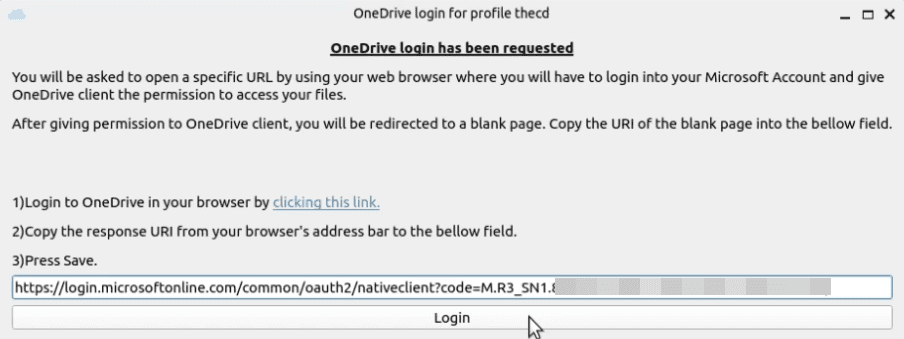 OneDrive login for profile thecd
OneDrive login has been requested
You will be asked to open a specific URL by using your web browser where you will have to login into your Microsoft Account and give
OneDrive client the permission to access your files.
After giving permission to OneDrive client, you will be redirected to a blank page. Copy the URI of the blank page into the bellow field.
1)Login to OneDrive in your browser by clicking this link.
2)Copy the response URI from your browser's address bar to the bellow field.
3)Press Save.
https://login.microsoftonline.com/common/oauth2/nativeclient?code=M.R3_SN1.
Login